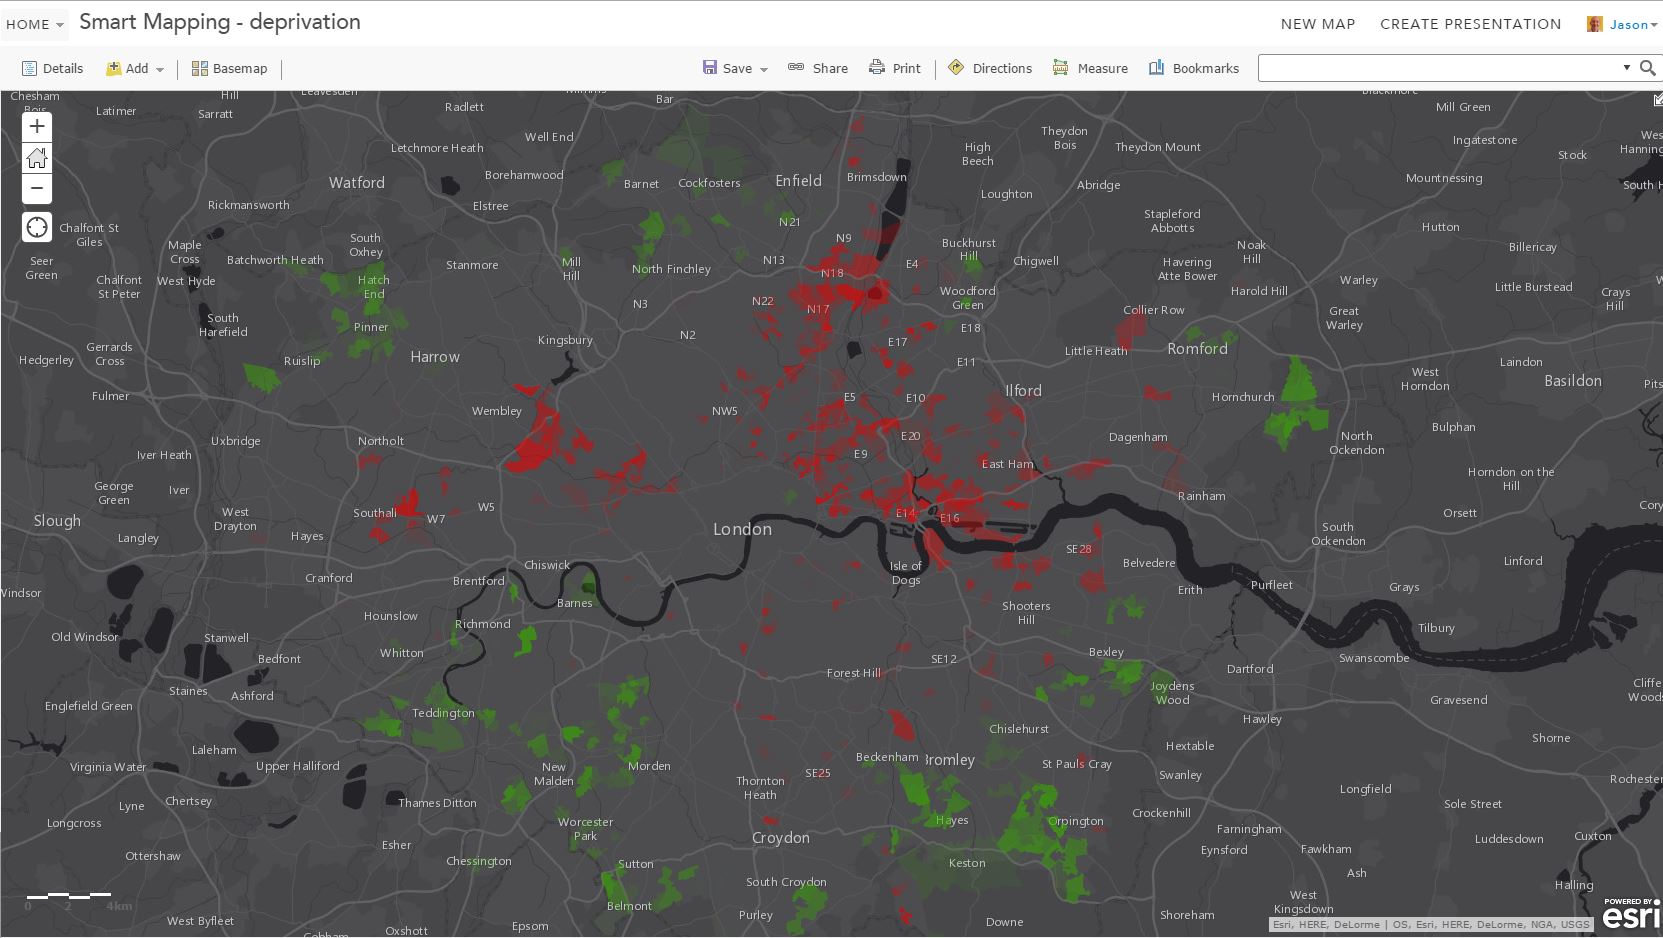 HOME
Smart Mapping - deprivation
NEW MAP
CREATE PRESENTATION
Jason
Details
Add
Basemap
Save
Share
Print
Directions
Measure
Bookmarks
Chesham
Bois
Latimer
Hill
Sarratt
Leavesden
Radlett
Bar
Mill Green
Ingatestone
Stock
Letchmore Heath
Well End
High
Beech
Theydon
Bois
Theydon Mount
Watford
Borehamwood
Barnet
Cockfosters
Enfield
Brimsdown
Loughton
Abridge
Mountnessing
Rickmansworth
Elstree
N21
Stapleford
Abbotts
Hutton
Chalfont St
Giles
Maple
Cross
South
Oxhey
N9
Buckhurst
Hill
Noak
Hill
Billericay
Seer
Green
Batchworth Heath
Stanmore
Mill
Hill
North Finchley
N13
N18
E4
Chigwell
Havering
Atte Bower
Chalfont
St Peter
West Hyde
Hatch
End
N3
N22
N17
Woodford
Green
Harold Hill
Warley
Little Burstead
Crays
Hill
South
Harefield
Pinner
Kingsbury
N2
E17
E18
Collier Row
Great
Warley
Hedgerley
Gerrards
Cross
Ruislip
Harrow
E11
Little Heath
Romford
Laindon
Fulmer
Ilford
West
Horndon
Basildon
Wembley
NW5
E5
E10
Hornchurch
Uxbridge
Northolt
E20
Dagenham
North
Ockendon
Bulphan
Iver Heath
E9
East Ham
Horndon on the
Hill
George
Green
Iver
Rainham
Slough
West
Drayton
Southall
W7
W5
London
E14
E16
South
Ockendon
Orsett
Langley
Hayes
SE28
Chiswick
Isle of
Dogs
Belvedere
Linford
Cranford
Brentford
Erith
Purfleet
Grays
Barnes
Shooters
Hill
Hounslow
Richmond
Tilbury
Old Windsor
Stanwell
Whitton
Bedfont
SE12
Bexley
Swanscombe
Dartford
Forest Hill
Staines
Ashford
Joydens
Wood
Gravesend
Englefield Green
Teddington
Hawley
Chislehurst
Shorne
Laleham
Hextable
Virginia Water
Upper Halliford
New
Malden
Morden
Beckenham
Bromley
St Pauls Cray
Swanley
Thornton
Heath
SE25
Longfield
Lyne
Chertsey
Thames Ditton
Sole Street
Longcross
Worcester
Park
Hayes
Orpington
Crockenhill
Farningham
Croydon
Luddesdown
Cuxton
Esher
Eynsford
Fawkham
Ottershaw
Chessington
Sutton
Keston
Ash
South Croydon
Halling
0 2 4km
Belmont
West
Kingsdown
West Byfleet
Oxshott
Epsom
Purley
Downe
Shoreham
Esri, HERE, DeLorme | OS, Esri, HERE, DeLorme, NGA, USGS
POWERED BY
esri